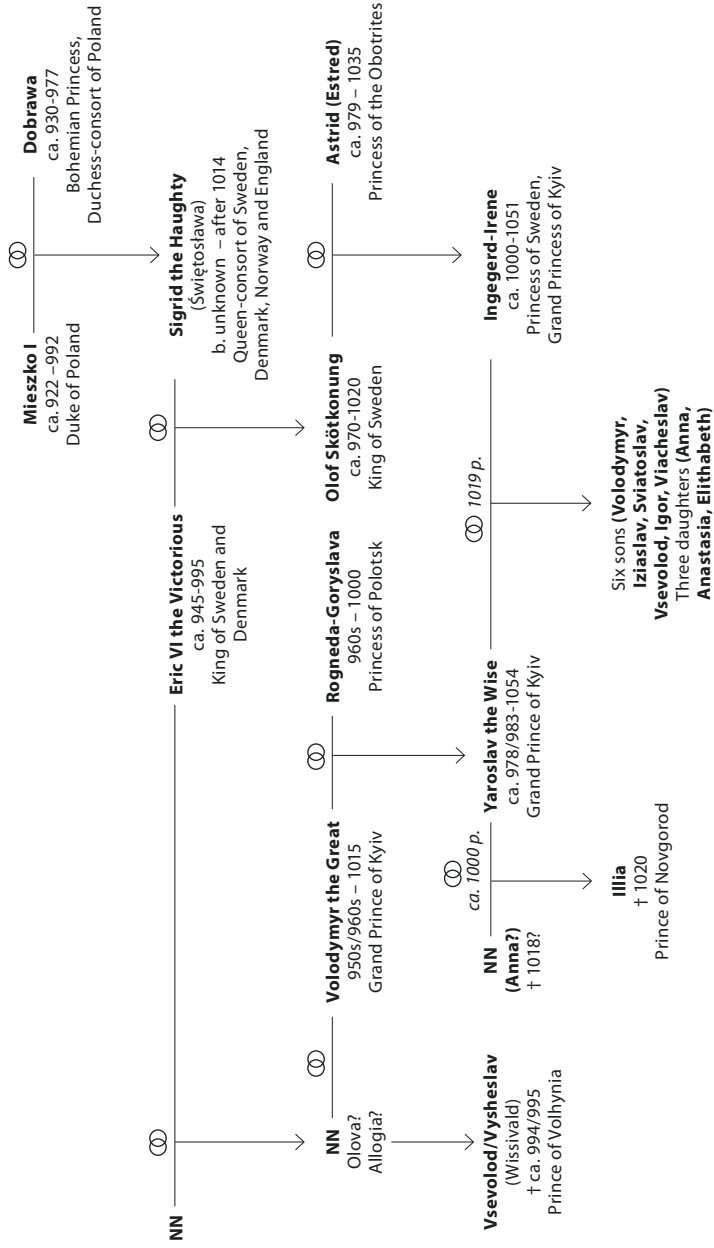 Mieszko I
ca. 922 –992
Duke of Poland
Dobrawa
ca. 930-977
Bohemian Princess,
Duchess-consort of Poland
NN
Eric VI the Victorious
ca. 945-995
King of Sweden and
Denmark
Sigrid the Haughty
(Świętosława)
b. unknown – after 1014
Queen-consort of Sweden,
Denmark, Norway and England
NN
Olova?
Allogia?
Volodymyr the Great
950s/960s – 1015
Grand Prince of Kyiv
Rogneda-Goryslava
960s – 1000
Princess of Polotsk
Olof Skötkonung
ca. 970-1020
King of Sweden
Astrid (Estred)
ca. 979 – 1035
Princess of the Obotrites
Vsevolod/Vysheslav
(Wissivald)
† ca. 994/995
Prince of Volhynia
NN
(Anna?)
† 1018?
ca. 1000 p.
Yaroslav the Wise
ca. 978/983-1054
Grand Prince of Kyiv
1019 p.
Ingegerd-Irene
ca. 1000-1051
Princess of Sweden,
Grand Princess of Kyiv
Illia
† 1020
Prince of Novgorod
Six sons (Volodymyr,
Iziaslav, Sviatoslav,
Vsevolod, Igor, Viacheslav)
Three daughters (Anna,
Anastasia, Elithabeth)